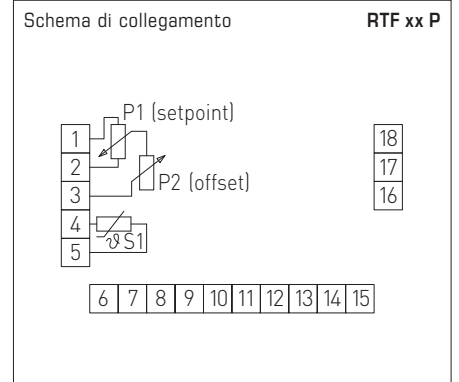 Schema di collegamento RTF xx P
P1 (setpoint)
1 18
2 17
P2 (offset)
3 16
4
ϑ S1
5
6 7 8 9 10 11 12 13 14 15